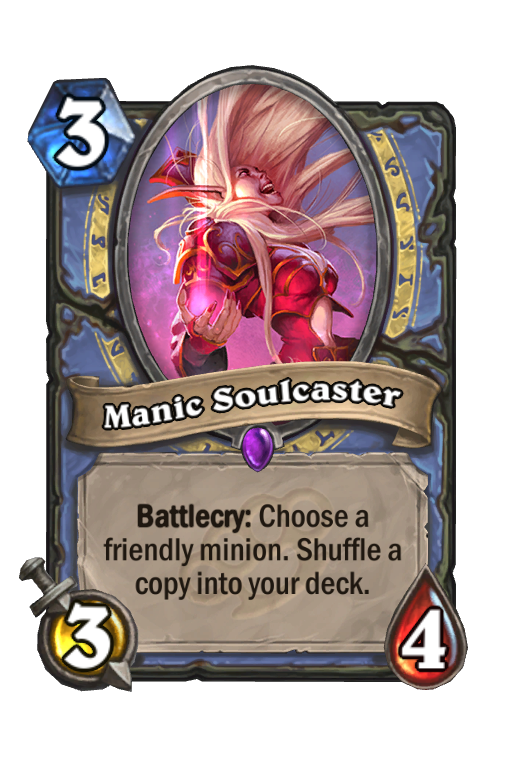 3
Manic Soulcaster
Battlecry: Choose a
friendly minion. Shuffle a
copy into your deck.
3
4